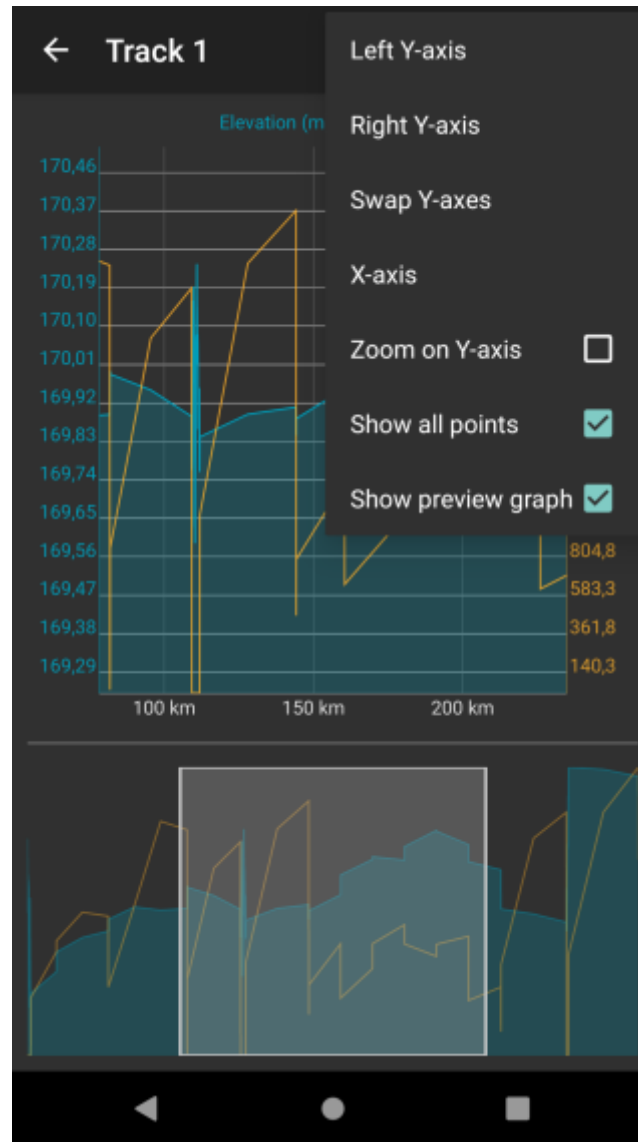 Track 1
Left Y-axis
Right Y-axis
Swap Y-axes
X-axis
Zoom on Y-axis
Show all points
Show preview graph
Elevation (m
170,46
170,37
170,28
170,19
170,10
170,01
169,92
169,83
169,74
169,65
169,56
169,47
169,38
169,29
804,8
583,3
361,8
140,3
100 km
150 km
200 km